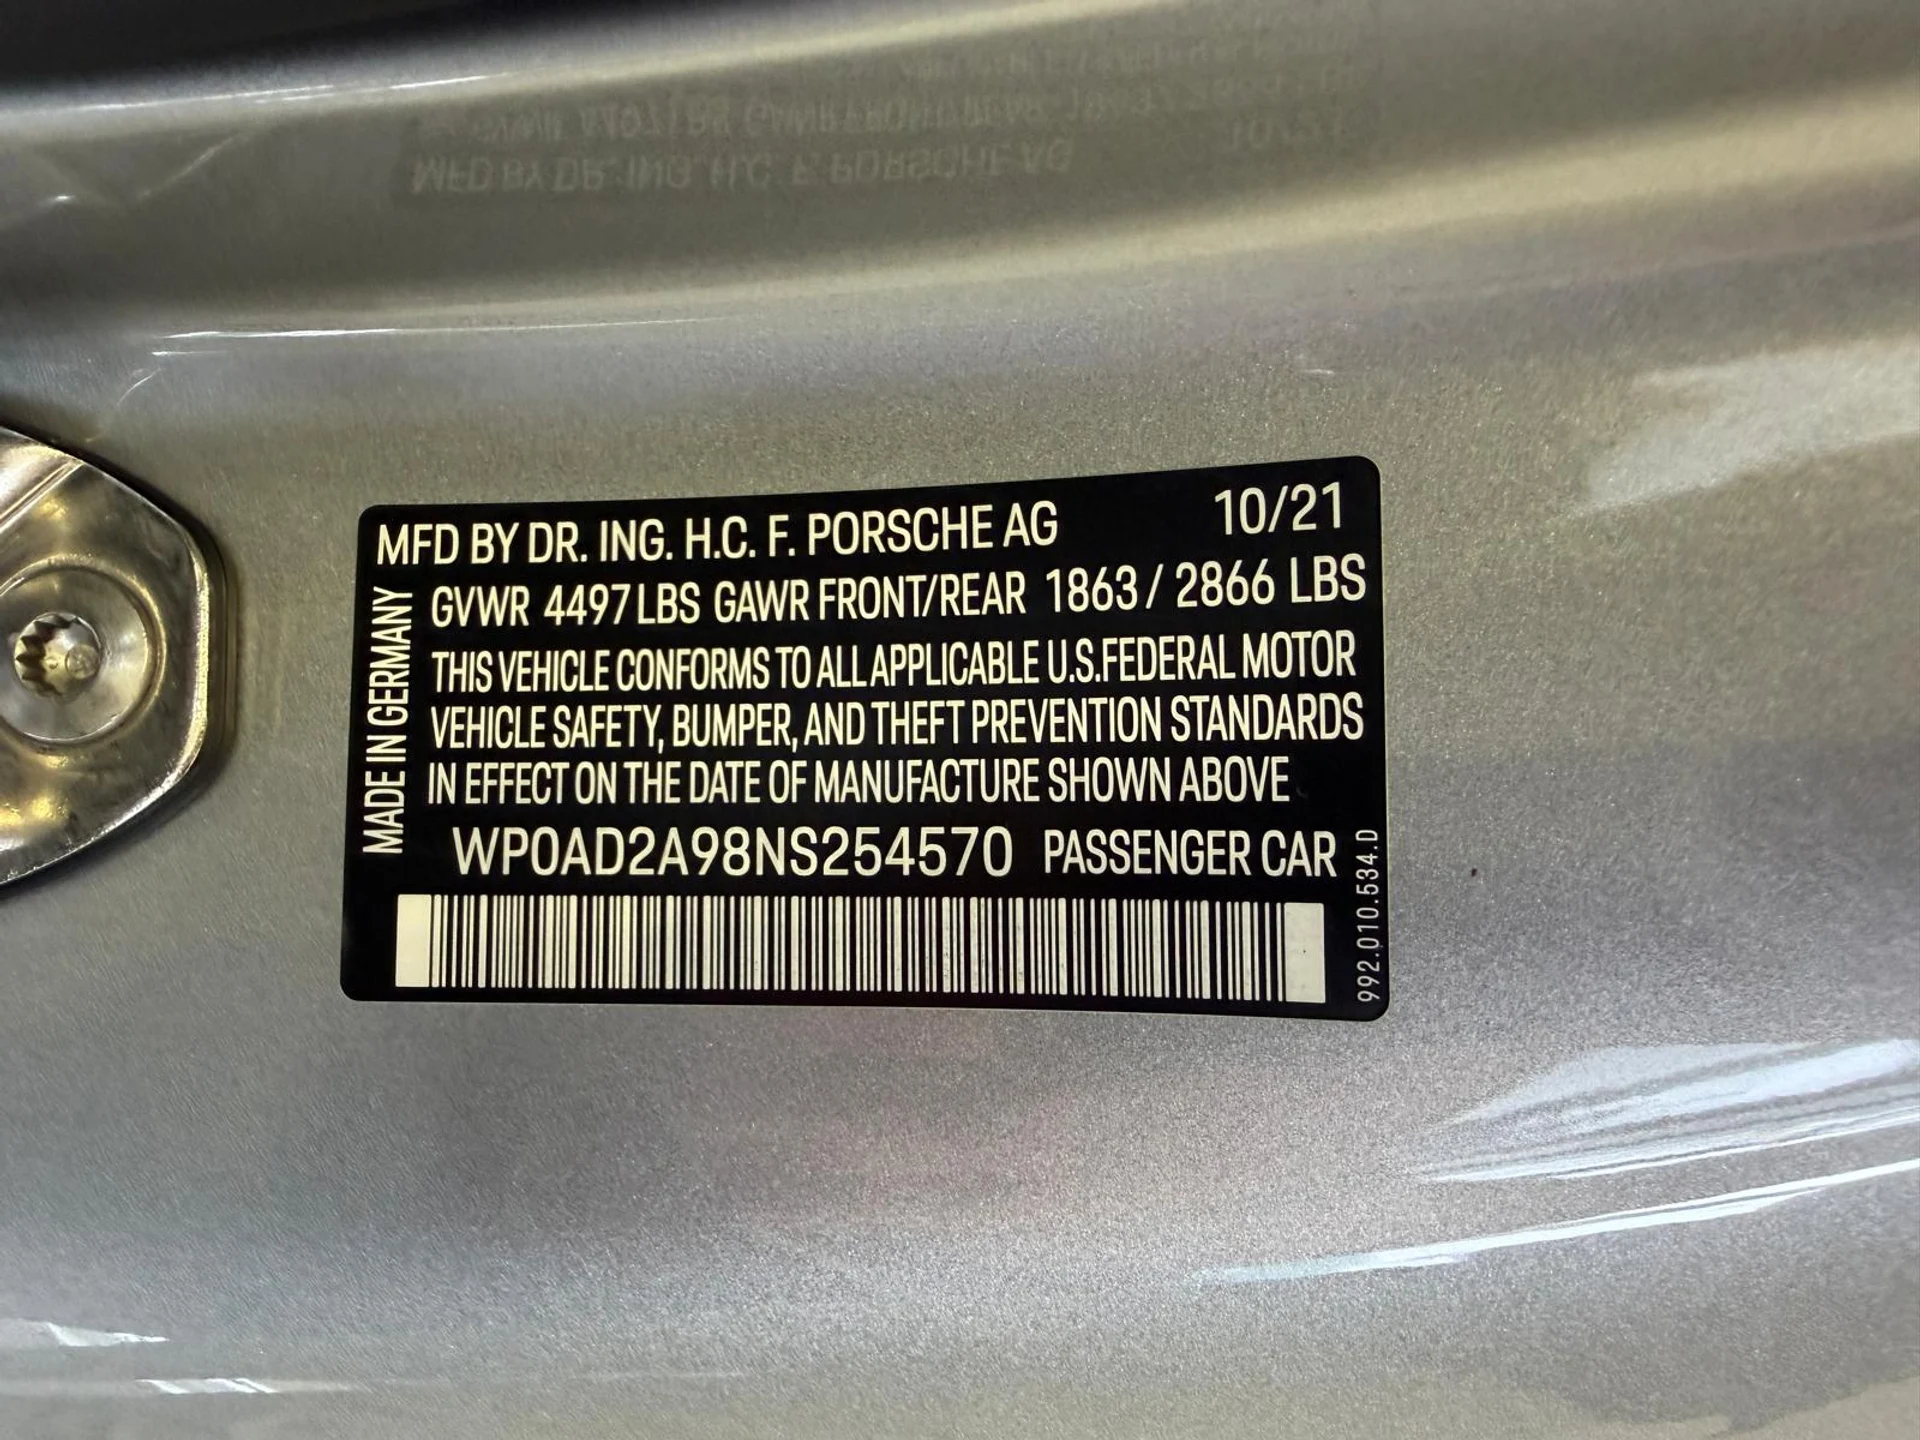 MFD BY DR. ING. H.C. F. PORSCHE AG 10/21
GVWR 4497 LBS GAWR FRONT/REAR 1863 / 2866 LBS
THIS VEHICLE CONFORMS TO ALL APPLICABLE U.S.FEDERAL MOTOR
VEHICLE SAFETY, BUMPER, AND THEFT PREVENTION STANDARDS
IN EFFECT ON THE DATE OF MANUFACTURE SHOWN ABOVE
WP0AD2A98NS254570 PASSENGER CAR
MADE IN GERMANY
992.010.534.D